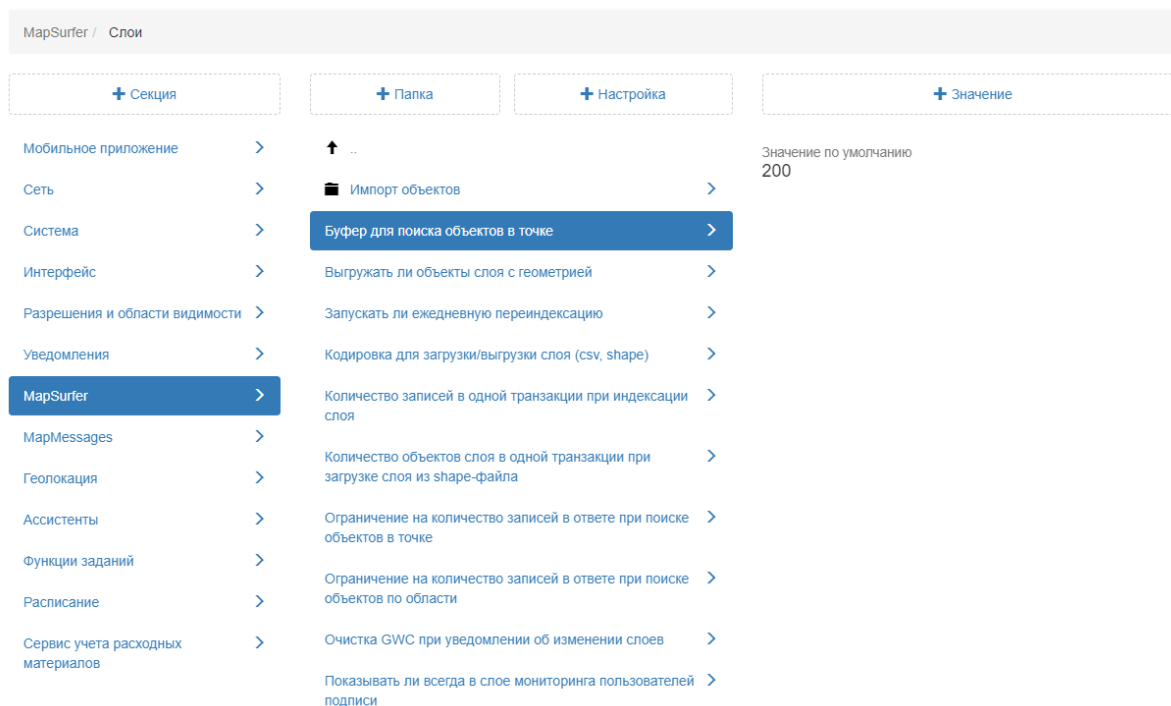 MapSurfer / Слои
+ Секция
+ Папка
+ Настройка
+ Значение
Мобильное приложение
Сеть
Система
Интерфейс
Разрешения и области видимости
Уведомления
MapSurfer
MapMessages
Геолокация
Ассистенты
Функции заданий
Расписание
Сервис учета расходных
материалов
..
Импорт объектов
Буфер для поиска объектов в точке
Выгружать ли объекты слоя с геометрией
Запускать ли ежедневную переиндексацию
Кодировка для загрузки/выгрузки слоя (csv, shape)
Количество записей в одной транзакции при индексации
слоя
Количество объектов слоя в одной транзакции при
загрузке слоя из shape-файла
Ограничение на количество записей в ответе при поиске
объектов в точке
Ограничение на количество записей в ответе при поиске
объектов по области
Очистка GWC при уведомлении об изменении слоев
Показывать ли всегда в слое мониторинга пользователей
подписи
Значение по умолчанию
200